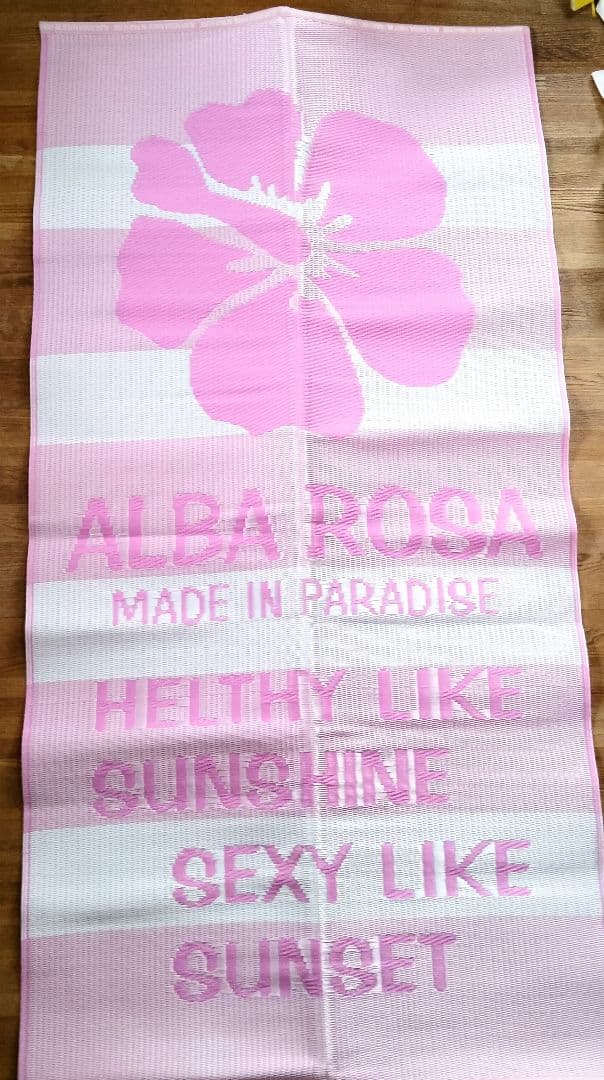 ALBA ROSA
MADE IN PARADISE
HELTHY LIKE
SUNSHINE
SEXY LIKE
SUNSET